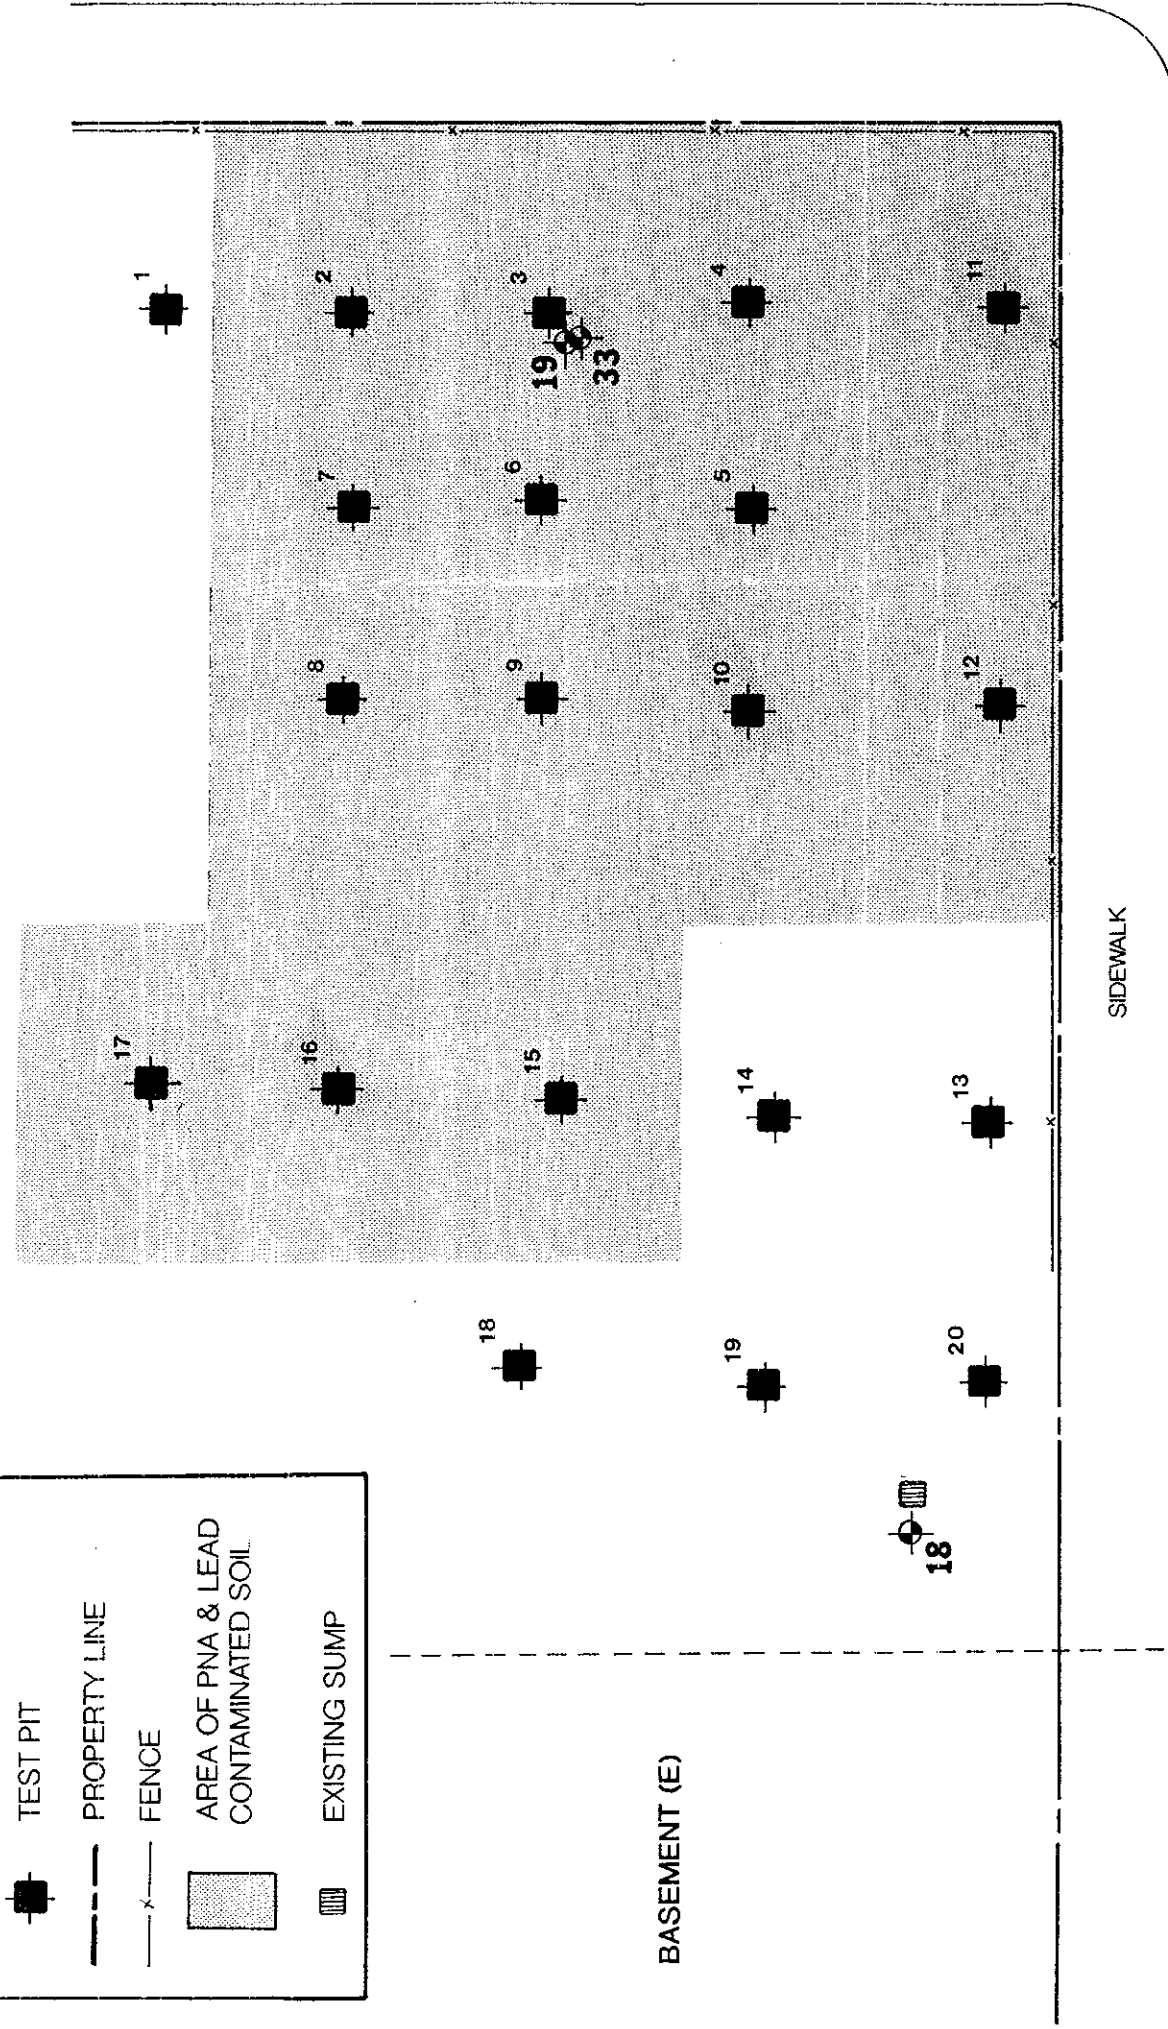 TEST PIT
PROPERTY LINE
x FENCE
AREA OF PNA & LEAD
CONTAMINATED SOIL
EXISTING SUMP
BASEMENT (E)
SIDEWALK
17
1
16
8
7
2
18
15
9
6
3
19
33
19
14
10
5
4
18
20
13
12
11